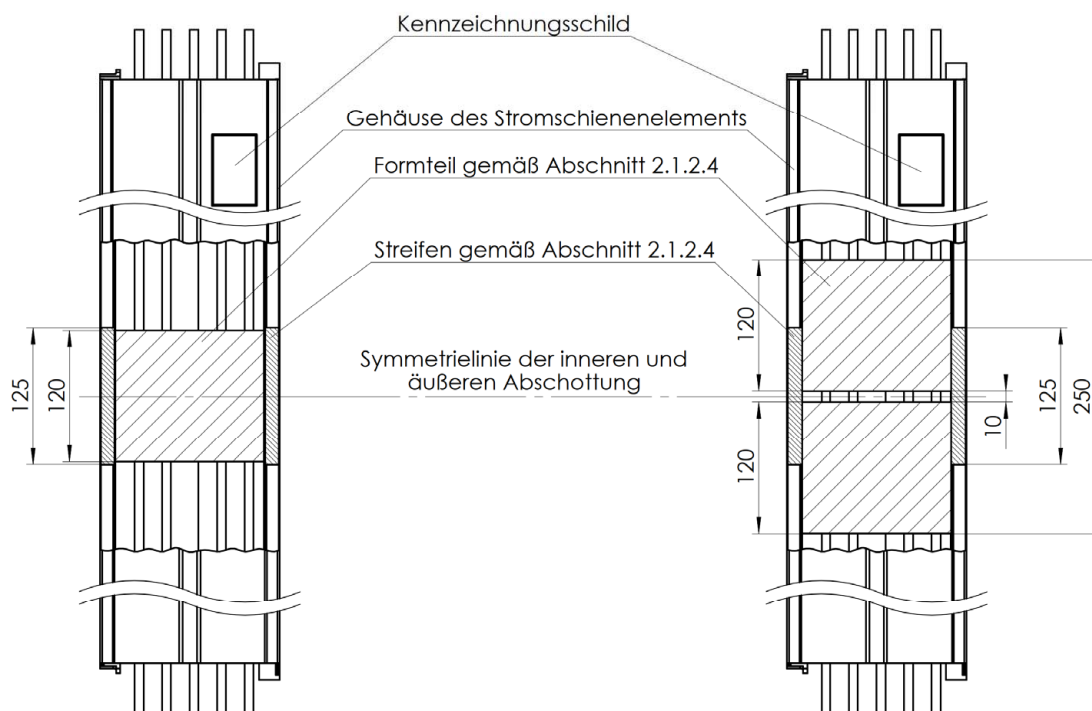 Kennzeichnungsschild
Gehäuse des Stromschienenelements
Formteil gemäß Abschnitt 2.1.2.4
Streifen gemäß Abschnitt 2.1.2.4
Symmetrielinie der inneren und
äußeren Abschottung
125
120
120
120
10
125
250